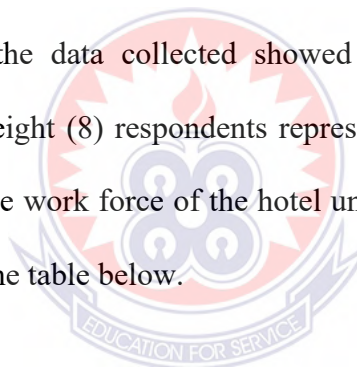 the data collected showed
eight (8) respondents repres
e work force of the hotel un
ne table below.
EDUCATION FOR SERVICE